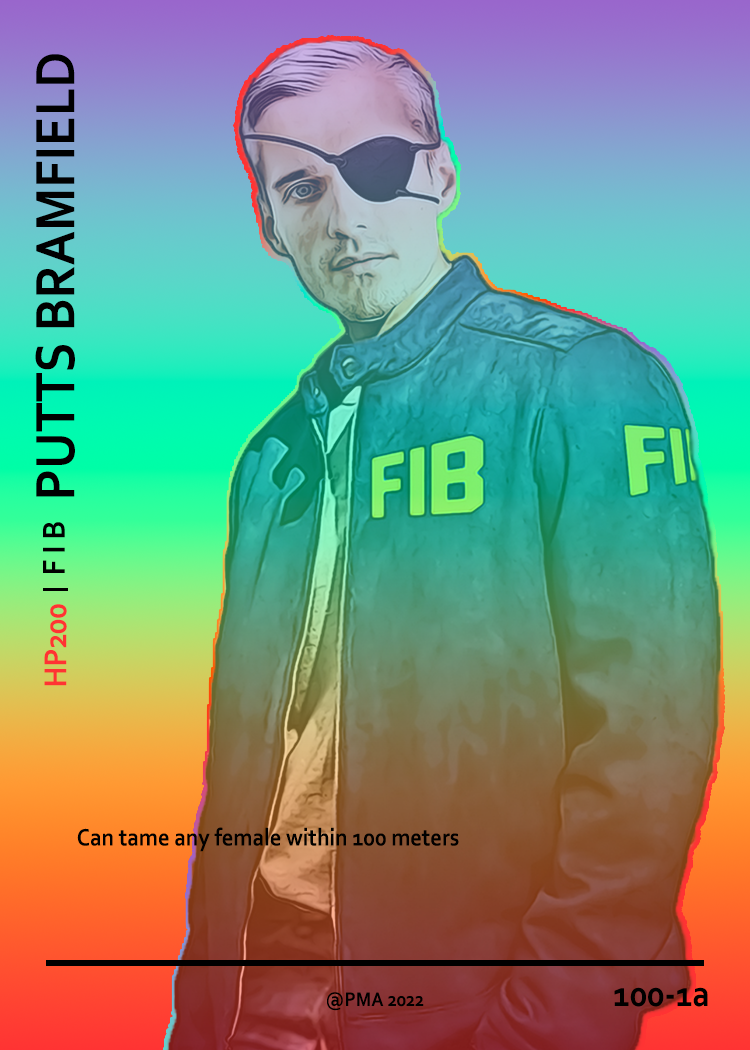 HP200 | FIB PUTTS BRAMFIELD
FIB
FI
Can tame any female within 100 meters
@PMA 2022
100-1a